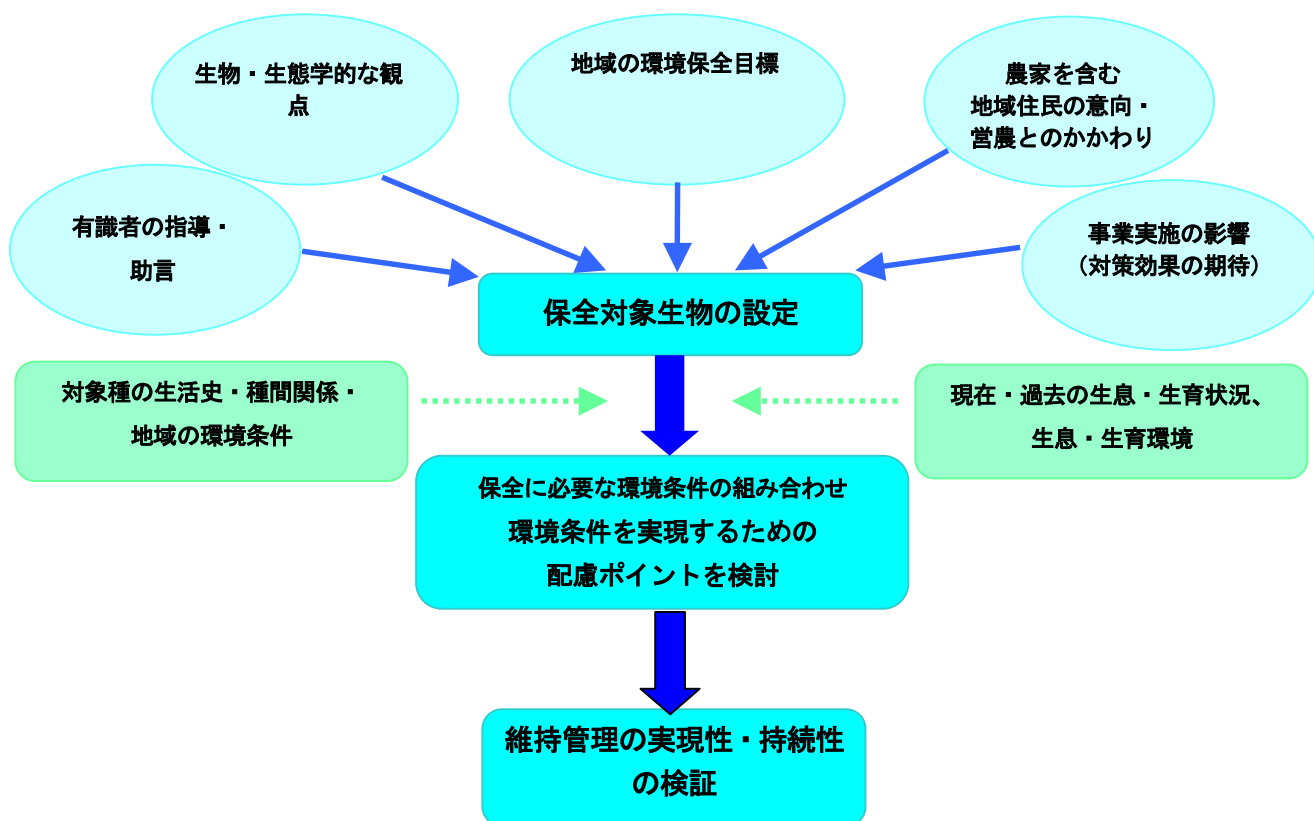 生物・生態学的な観
点
地域の環境保全目標
農家を含む
地域住民の意向・
営農とのかかわり
有識者の指導・
助言
事業実施の影響
（対策効果の期待）
保全対象生物の設定
対象種の生活史・種間関係・
地域の環境条件
現在・過去の生息・生育状況、
生息・生育環境
保全に必要な環境条件の組み合わせ
環境条件を実現するための
配慮ポイントを検討
維持管理の実現性・持続性
の検証